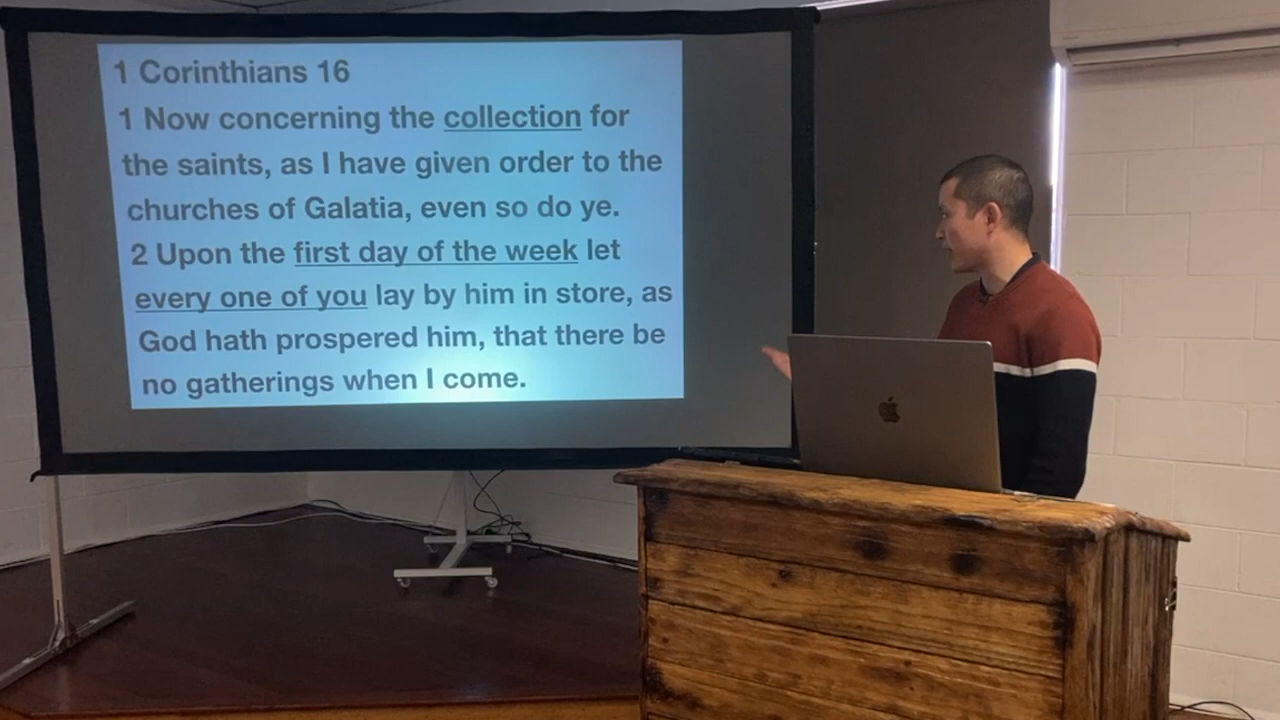 1 Corinthians 16
1 Now concerning the collection for
the saints, as I have given order to the
churches of Galatia, even so do ye.
2 Upon the first day of the week let
every one of you lay by him in store, as
God hath prospered him, that there be
no gatherings when I come.